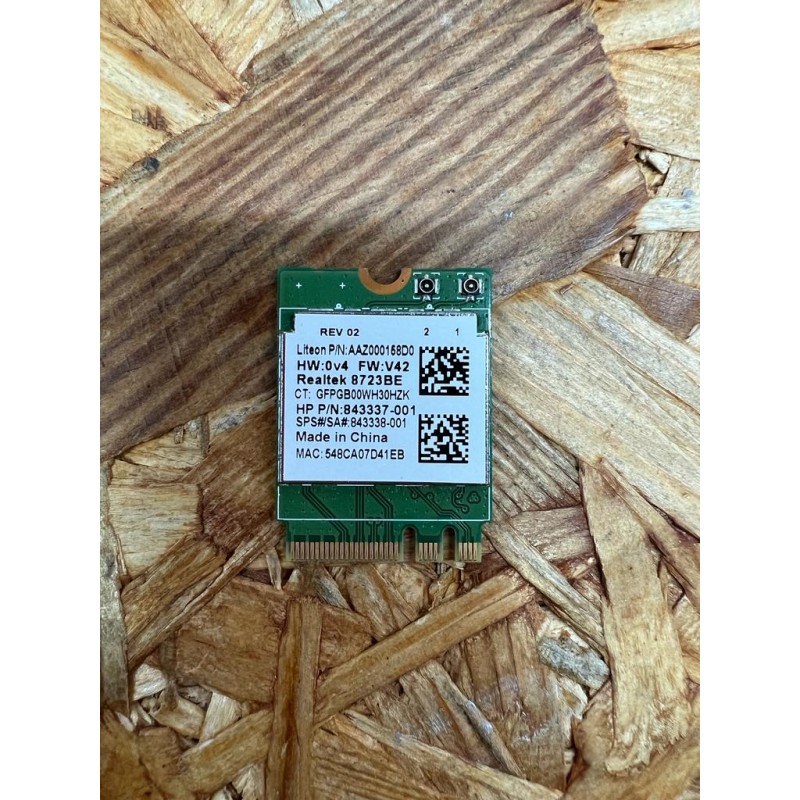 REV 02 2 1
Liteon P/N:AAZ000158D0
HW:0v4 FW:V42
Realtek 8723BE
CT: GFPGB00WH30HZK
HP P/N:843337-001
SPS#/SA#:843338-001
Made in China
MAC:548CA07D41EB